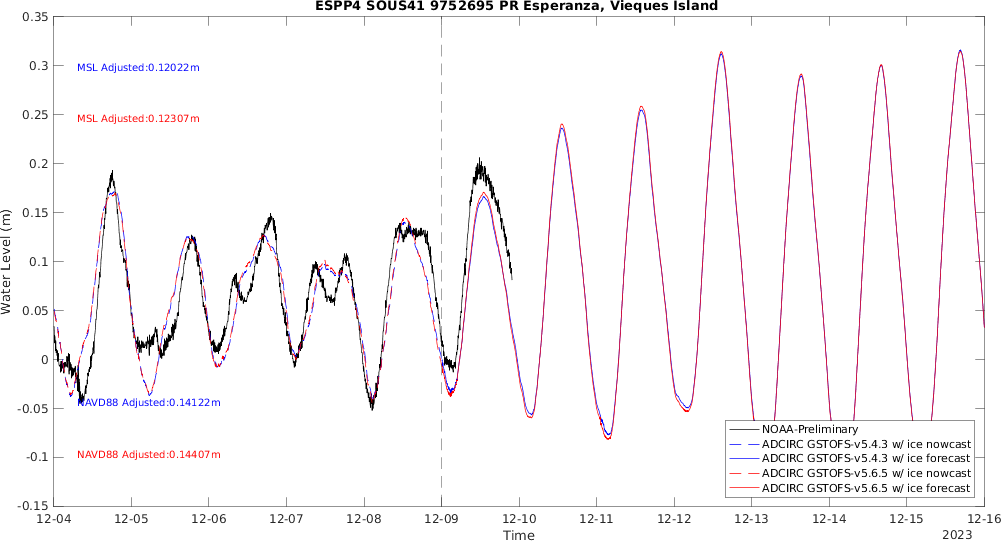 ESPP4 SOUS41 9752695 PR Esperanza, Vieques Island
0.35
0.3
0.25
0.2
0.15
0.1
0.05
0
-0.05
-0.1
-0.15
Water Level (m)
MSL Adjusted:0.12022m
MSL Adjusted:0.12307m
NAVD88 Adjusted:0.14122m
NAVD88 Adjusted:0.14407m
NOAA-Preliminary
ADCIRC GSTOFS-v5.4.3 w/ ice nowcast
ADCIRC GSTOFS-v5.4.3 w/ ice forecast
ADCIRC GSTOFS-v5.6.5 w/ ice nowcast
ADCIRC GSTOFS-v5.6.5 w/ ice forecast
12-04 12-05 12-06 12-07 12-08 12-09 12-10 12-11 12-12 12-13 12-14 12-15 12-16
Time
2023